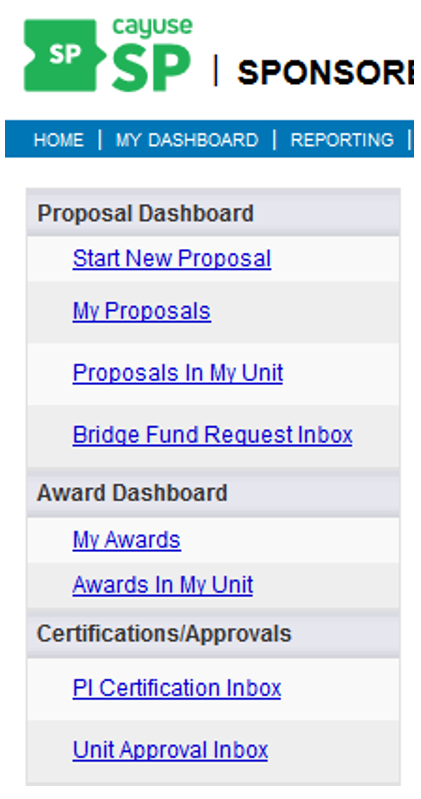 cayuse
SP SP | SPONSORE
HOME | MY DASHBOARD | REPORTING |
Proposal Dashboard
Start New Proposal
My Proposals
Proposals In My Unit
Bridge Fund Request Inbox
Award Dashboard
My Awards
Awards In My Unit
Certifications/Approvals
PI Certification Inbox
Unit Approval Inbox